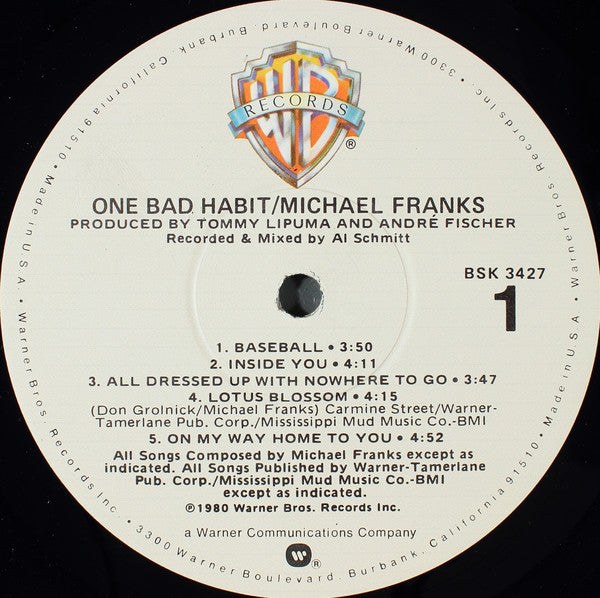 WB
RECORDS
®
ONE BAD HABIT/MICHAEL FRANKS
PRODUCED BY TOMMY LIPUMA AND ANDRÉ FISCHER
Recorded & Mixed by Al Schmitt
BSK 3427
1
1. BASEBALL • 3:50
2. INSIDE YOU • 4:11
3. ALL DRESSED UP WITH NOWHERE TO GO • 3:47
4. LOTUS BLOSSOM • 4:15
(Don Grolnick/Michael Franks) Carmine Street/Warner-
Tamerlane Pub. Corp./Mississippi Mud Music Co.-BMI
5. ON MY WAY HOME TO YOU • 4:52
All Songs Composed by Michael Franks except as
indicated. All Songs Published by Warner-Tamerlane
Pub. Corp./Mississippi Mud Music Co.-BMI
except as indicated.
℗1980 Warner Bros. Records Inc.
a Warner Communications Company
W®
Warner Bros. Records Inc. • 3300 Warner Boulevard, Burbank, California 91510 • Made in U.S.A. • Warner Bros. Records Inc. • 3300 Warner Boulevard, Burbank, California 91510 • Made in U.S.A. •